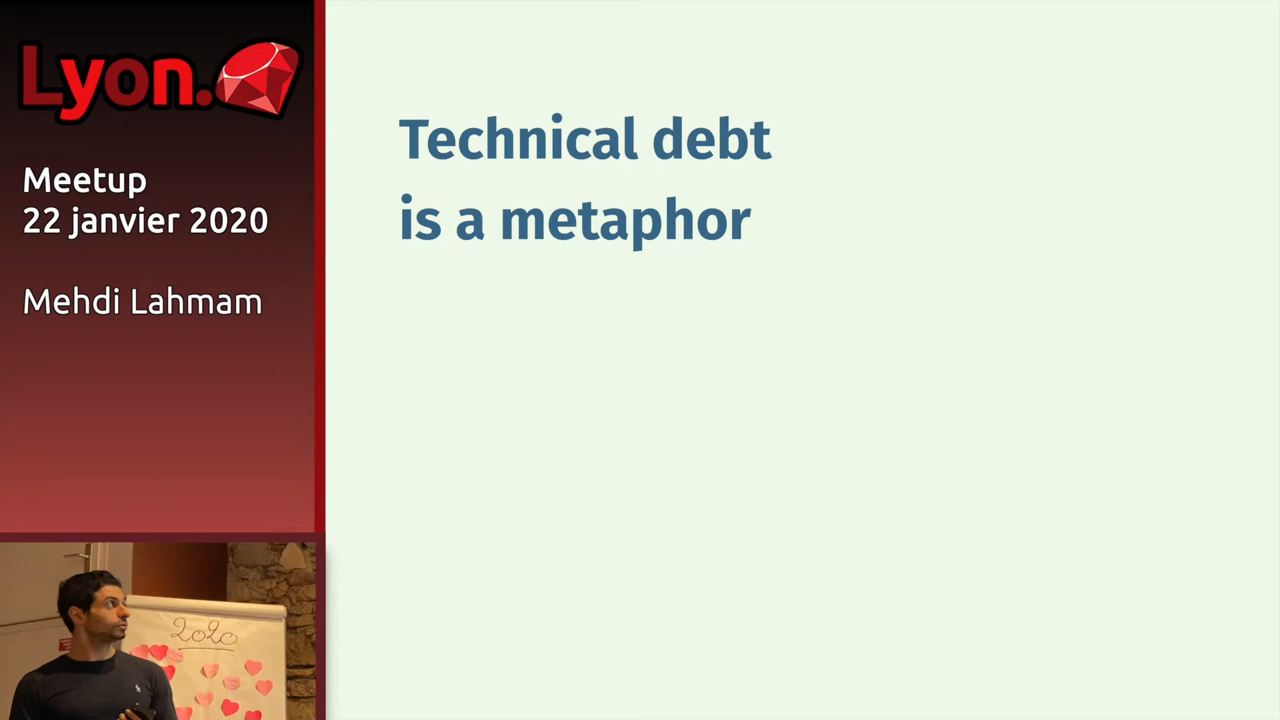 Lyon.
Meetup
22 janvier 2020
Mehdi Lahmam
Technical debt
is a metaphor
2020